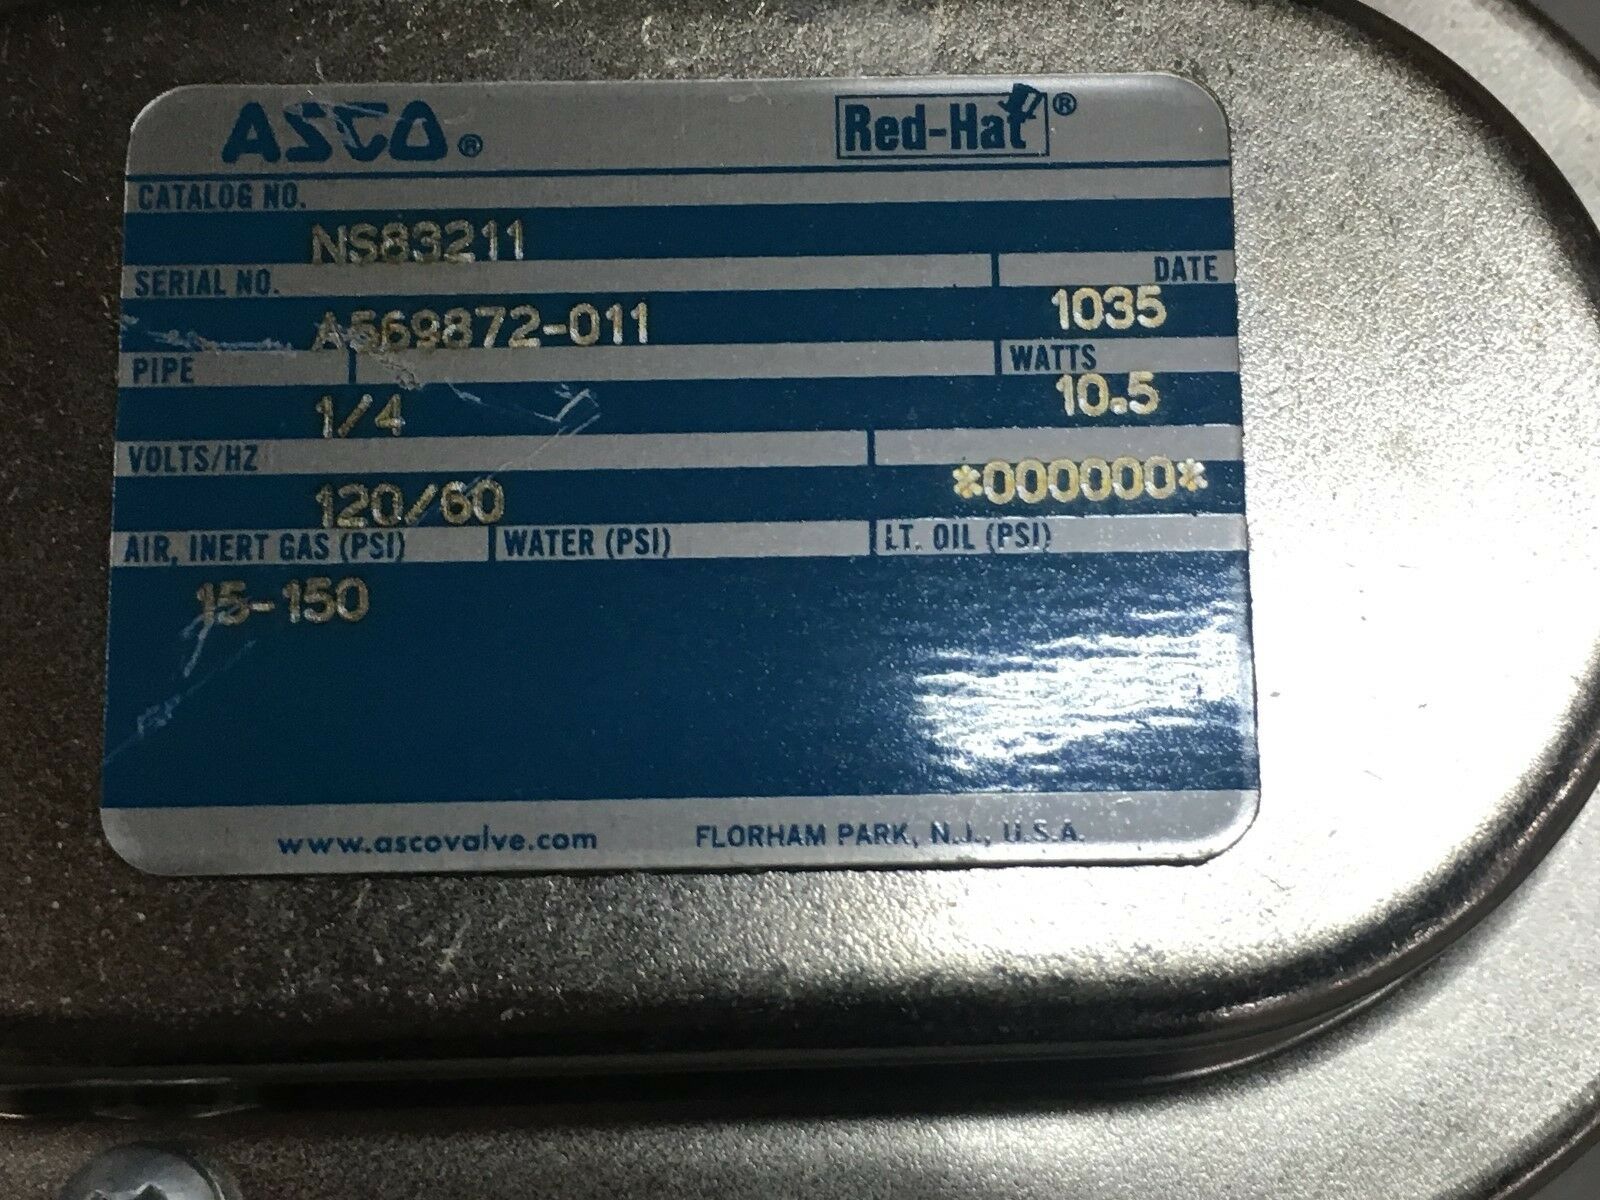 ASCO®
Red-Hat®
CATALOG NO.
NS83211
SERIAL NO. DATE
A569872-011 1035
PIPE WATTS
1/4 10.5
VOLTS/HZ
120/60 *000000*
AIR, INERT GAS (PSI) WATER (PSI) LT. OIL (PSI)
15-150
www.ascovalve.com FLORHAM PARK, N.J., U.S.A.